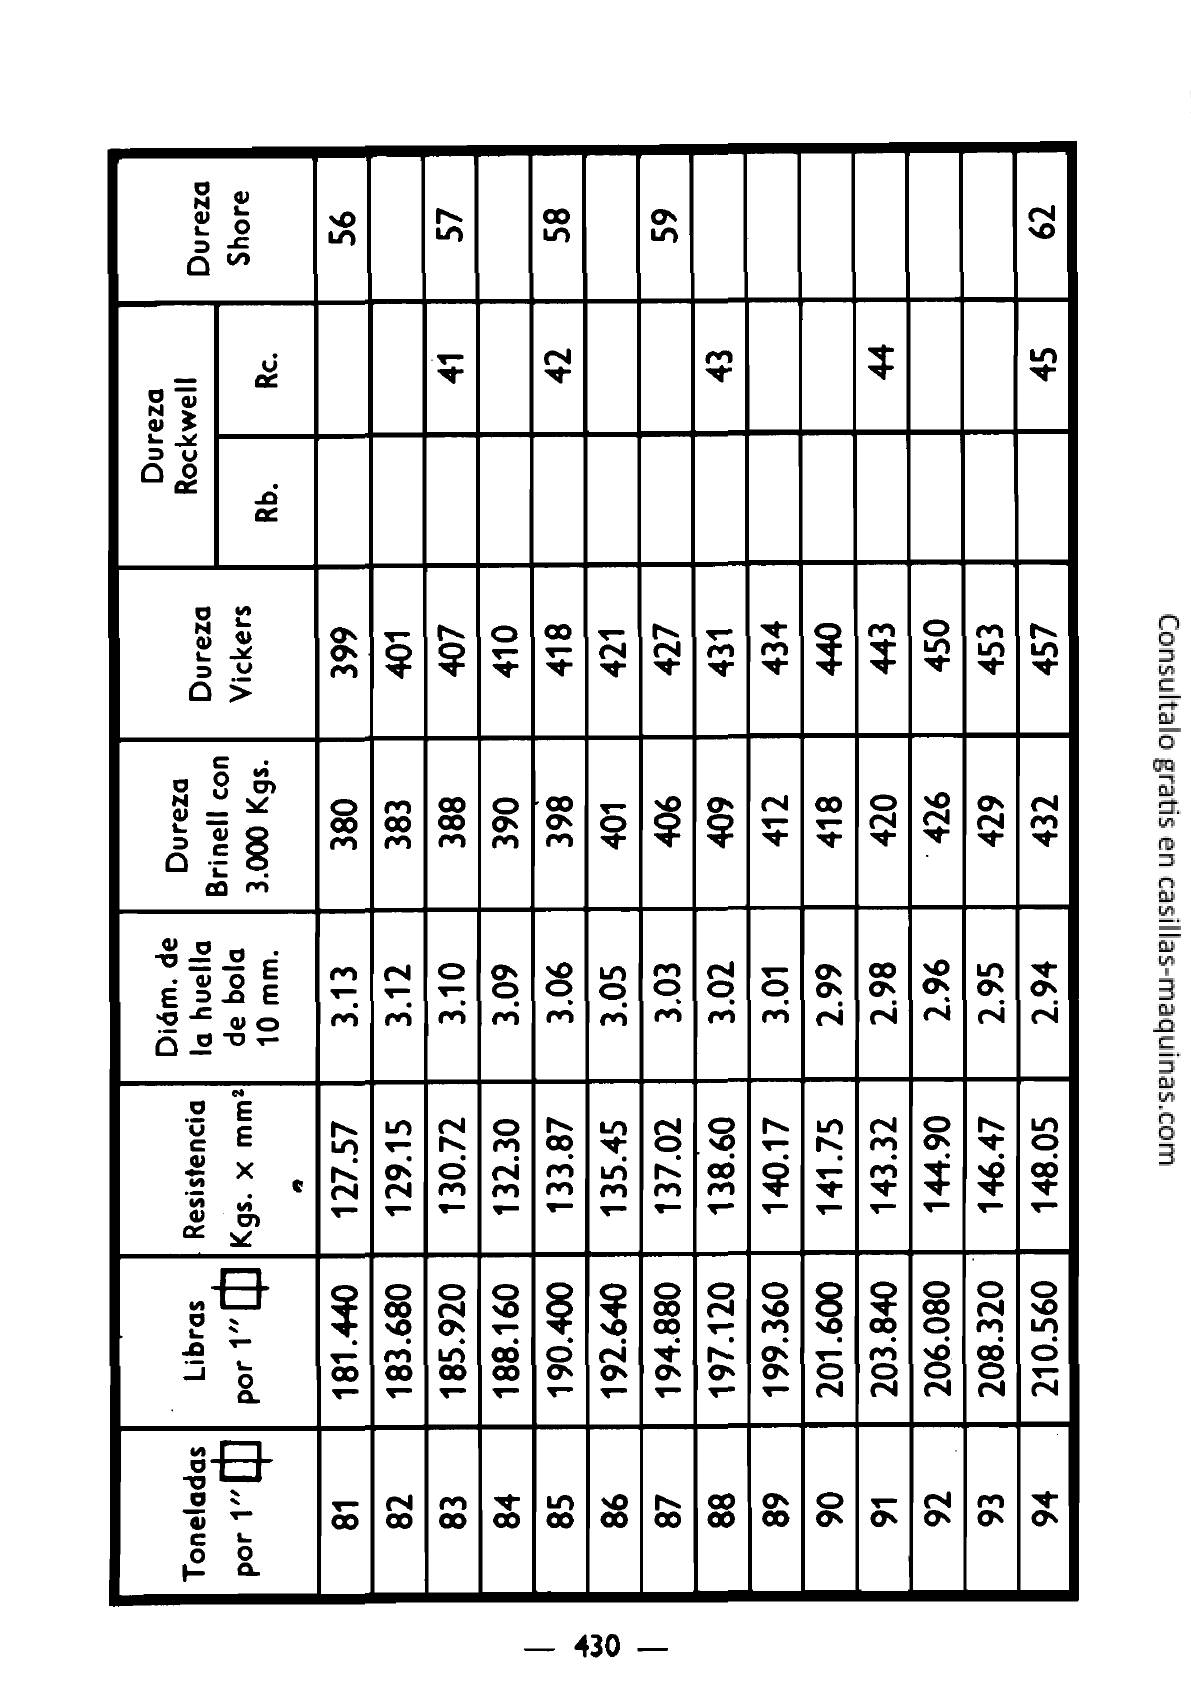 Toneladas por 1" | Libras por 1" | Resistencia Kgs. x mm² | Diám. de la huella de bola 10 mm. | Dureza Brinell con 3.000 Kgs. | Dureza Vickers | Dureza Rockwell Rb. | Rc. | Dureza Shore
81 | 181.440 | 127.57 | 3.13 | 380 | 399 | | | 56
82 | 183.680 | 129.15 | 3.12 | 383 | 401 | | |
83 | 185.920 | 130.72 | 3.10 | 388 | 407 | | 41 | 57
84 | 188.160 | 132.30 | 3.09 | 390 | 410 | | |
85 | 190.400 | 133.87 | 3.06 | 398 | 418 | | 42 | 58
86 | 192.640 | 135.45 | 3.05 | 401 | 421 | | |
87 | 194.880 | 137.02 | 3.03 | 406 | 427 | | | 59
88 | 197.120 | 138.60 | 3.02 | 409 | 431 | | 43 |
89 | 199.360 | 140.17 | 3.01 | 412 | 434 | | |
90 | 201.600 | 141.75 | 2.99 | 418 | 440 | | |
91 | 203.840 | 143.32 | 2.98 | 420 | 443 | | 44 |
92 | 206.080 | 144.90 | 2.96 | 426 | 450 | | |
93 | 208.320 | 146.47 | 2.95 | 429 | 453 | | |
94 | 210.560 | 148.05 | 2.94 | 432 | 457 | | 45 | 62
— 430 —
Consultalo gratis en casillas-maquinas.com